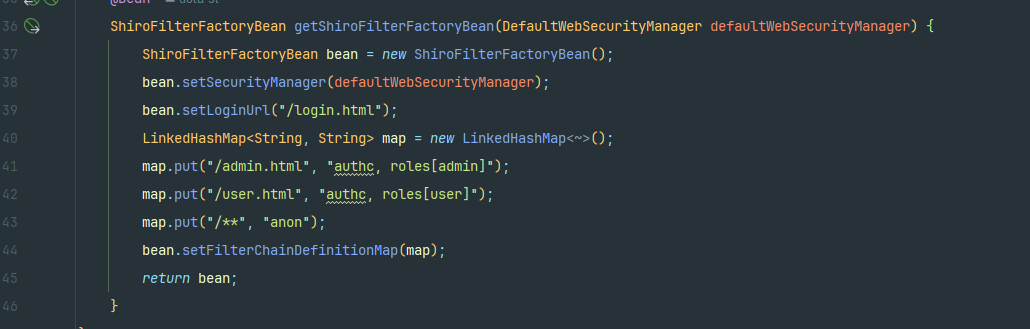 @Bean
36 ShiroFilterFactoryBean getShiroFilterFactoryBean(DefaultWebSecurityManager defaultWebSecurityManager) {
37 ShiroFilterFactoryBean bean = new ShiroFilterFactoryBean();
38 bean.setSecurityManager(defaultWebSecurityManager);
39 bean.setLoginUrl("/login.html");
40 LinkedHashMap<String, String> map = new LinkedHashMap<~>();
41 map.put("/admin.html", "authc, roles[admin]");
42 map.put("/user.html", "authc, roles[user]");
43 map.put("/**", "anon");
44 bean.setFilterChainDefinitionMap(map);
45 return bean;
46 }